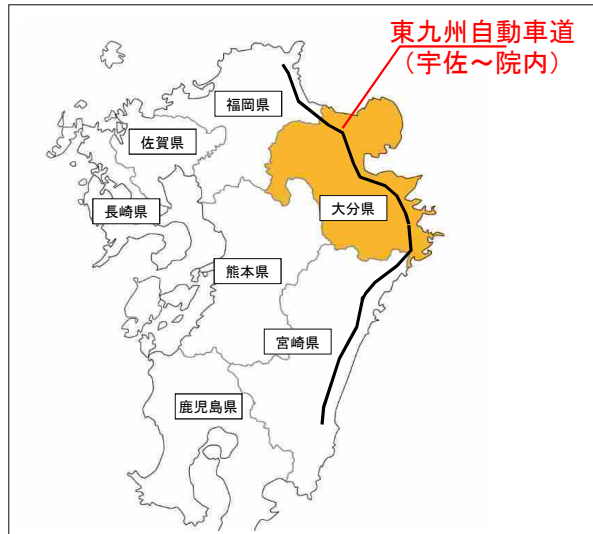 東九州自動車道
（宇佐～院内）
福岡県
佐賀県
長崎県
大分県
熊本県
宮崎県
鹿児島県